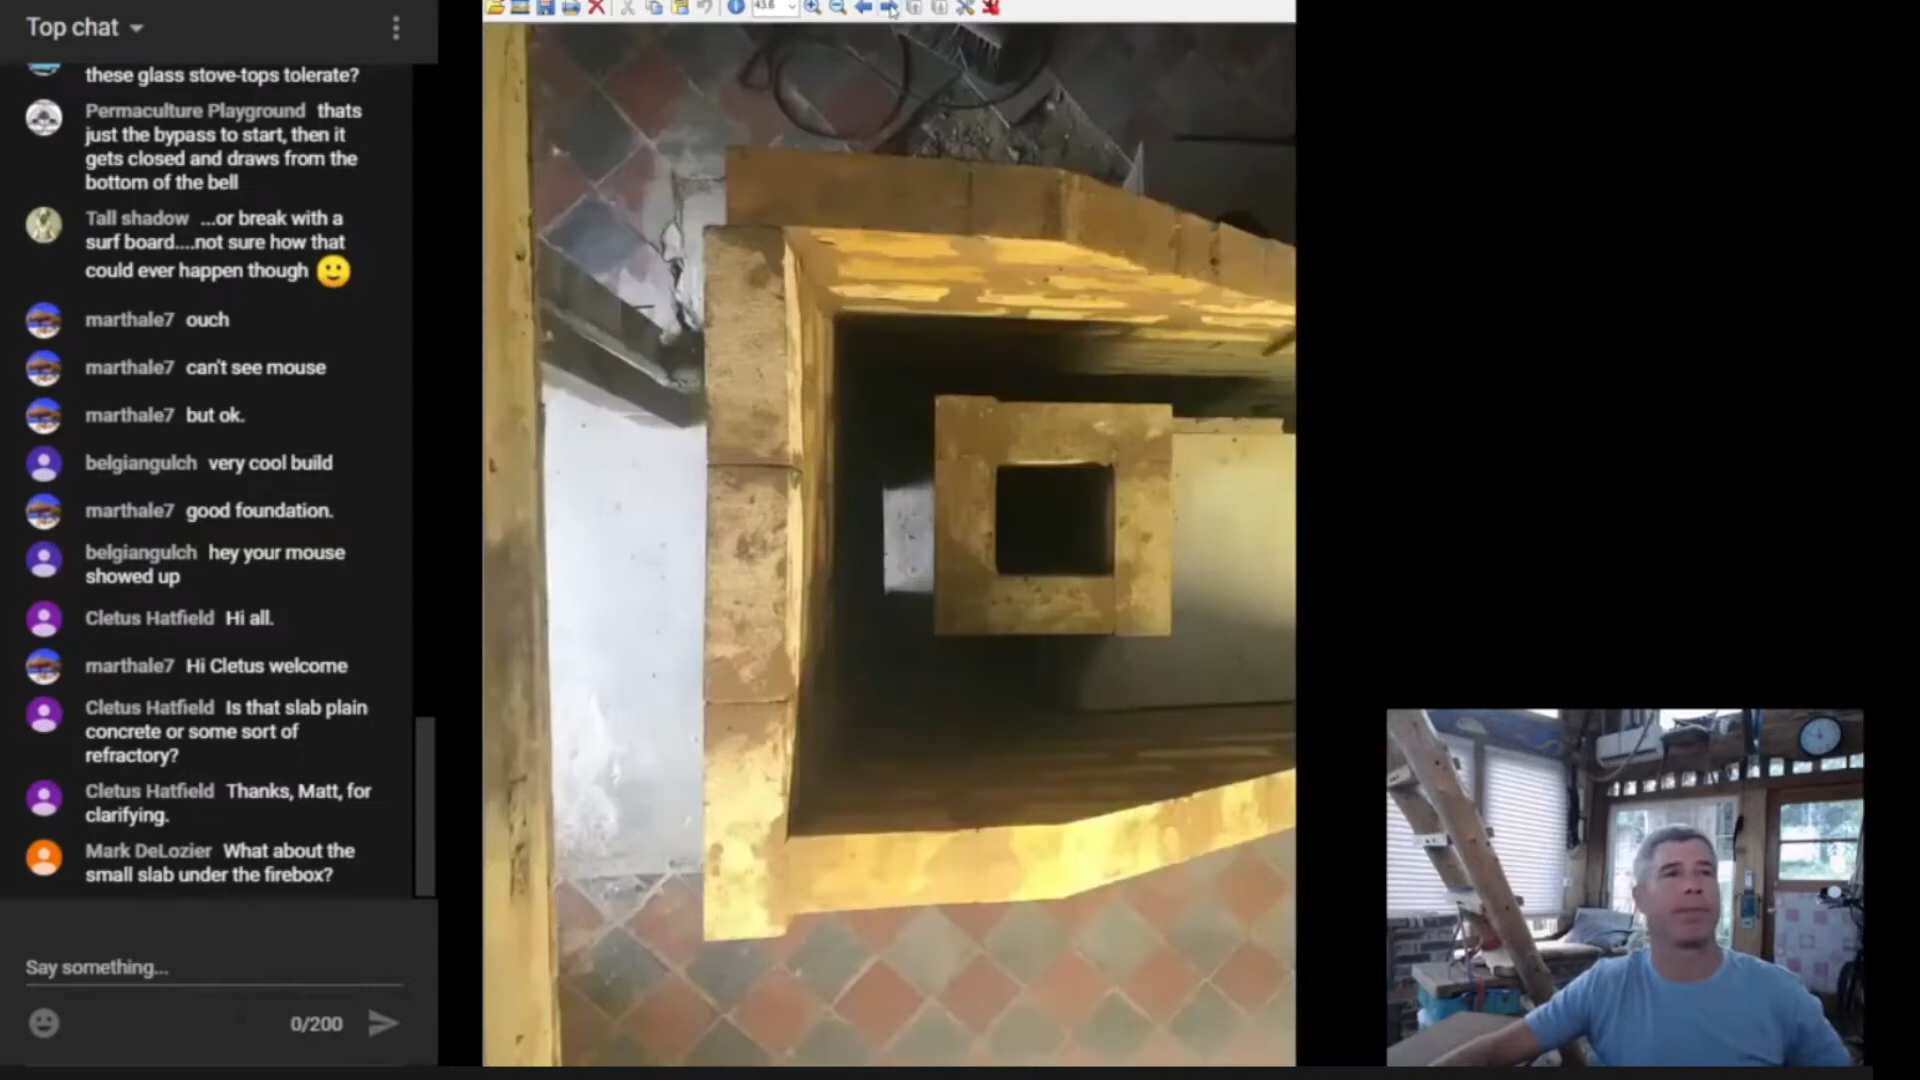 Top chat
these glass stove-tops tolerate?
Permaculture Playground thats
just the bypass to start, then it
gets closed and draws from the
bottom of the bell
Tall shadow ...or break with a
surf board....not sure how that
could ever happen though
marthale7 ouch
marthale7 can't see mouse
marthale7 but ok.
belgiangulch very cool build
marthale7 good foundation.
belgiangulch hey your mouse
showed up
Cletus Hatfield Hi all.
marthale7 Hi Cletus welcome
Cletus Hatfield Is that slab plain
concrete or some sort of
refractory?
Cletus Hatfield Thanks, Matt, for
clarifying.
Mark DeLozier What about the
small slab under the firebox?
Say something...
0/200
43.6